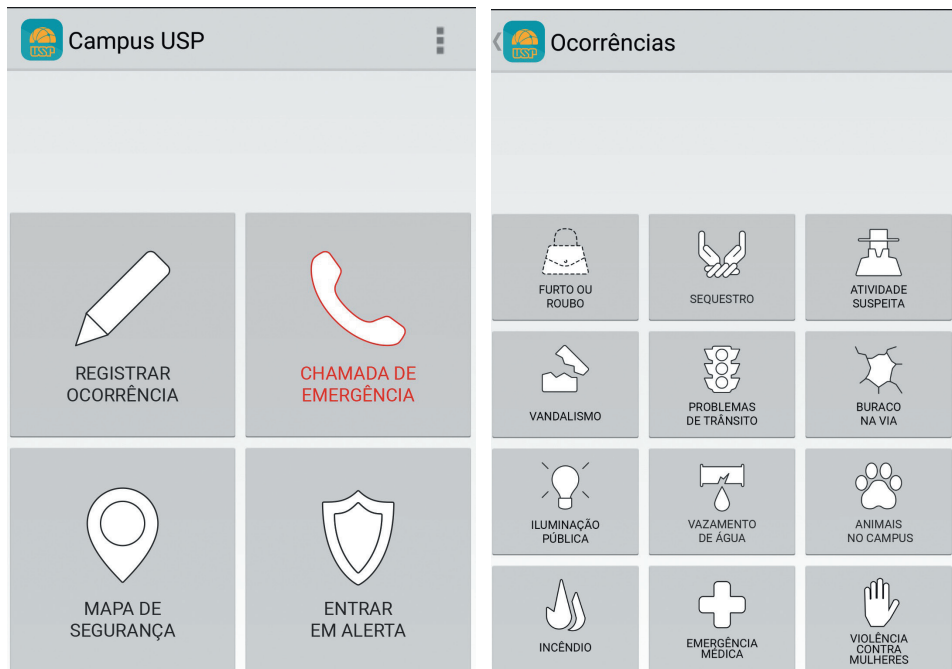 USP
Campus USP
REGISTRAR
OCORRÊNCIA
CHAMADA DE
EMERGÊNCIA
MAPA DE
SEGURANÇA
ENTRAR
EM ALERTA
USP
Ocorrências
FURTO OU
ROUBO
SEQUESTRO
ATIVIDADE
SUSPEITA
VANDALISMO
PROBLEMAS
DE TRÂNSITO
BURACO
NA VIA
ILUMINAÇÃO
PÚBLICA
VAZAMENTO
DE ÁGUA
ANIMAIS
NO CAMPUS
INCÊNDIO
EMERGÊNCIA
MÉDICA
VIOLÊNCIA
CONTRA
MULHERES